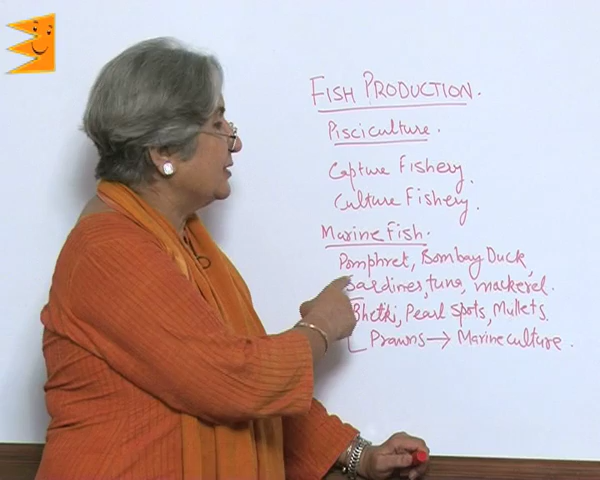 FISH PRODUCTION.
Pisciculture.
Capture Fishery.
Culture Fishery.
Marine Fish.
Pomphret, Bombay Duck,
Sardines, tuna, mackerel.
Bhetki, Pearl Spots, Mullets.
Prawns → Marine culture.